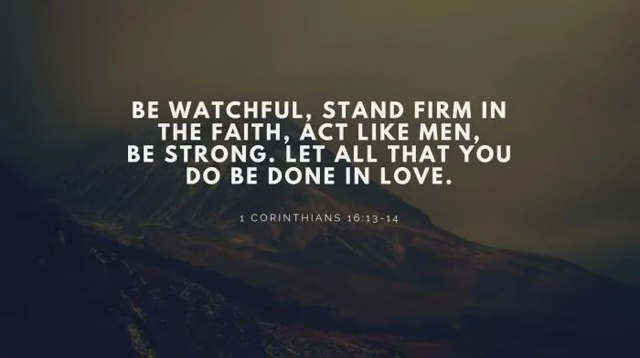 BE WATCHFUL, STAND FIRM IN
THE FAITH, ACT LIKE MEN,
BE STRONG. LET ALL THAT YOU
DO BE DONE IN LOVE.
1 CORINTHIANS 16:13-14